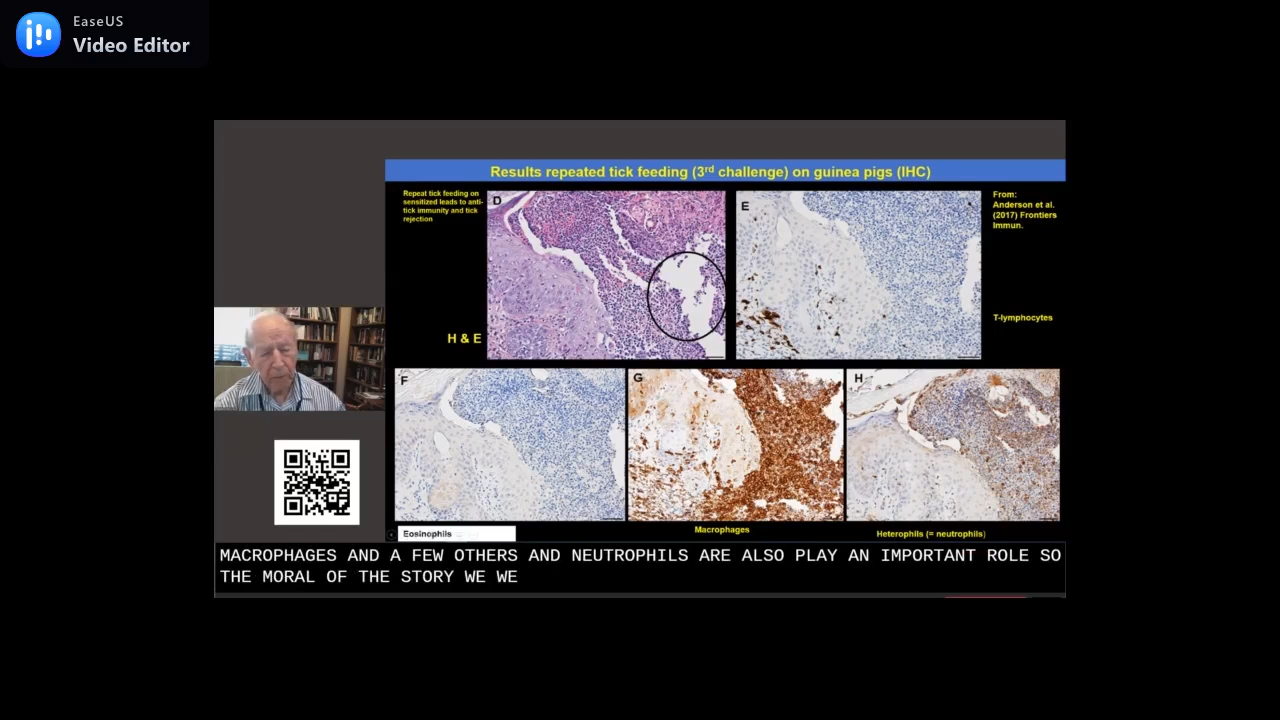 EaseUS
Video Editor
Results repeated tick feeding (3rd challenge) on guinea pigs (IHC)
Repeat tick feeding on
sensitized leads to anti-
tick immunity and tick
rejection
D
H & E
E
From:
Anderson et al.
(2017) Frontiers
Immun.
T-lymphocytes
F
G
H
Eosinophils
Macrophages
Heterophils (= neutrophils)
MACROPHAGES AND A FEW OTHERS AND NEUTROPHILS ARE ALSO PLAY AN IMPORTANT ROLE SO
THE MORAL OF THE STORY WE WE